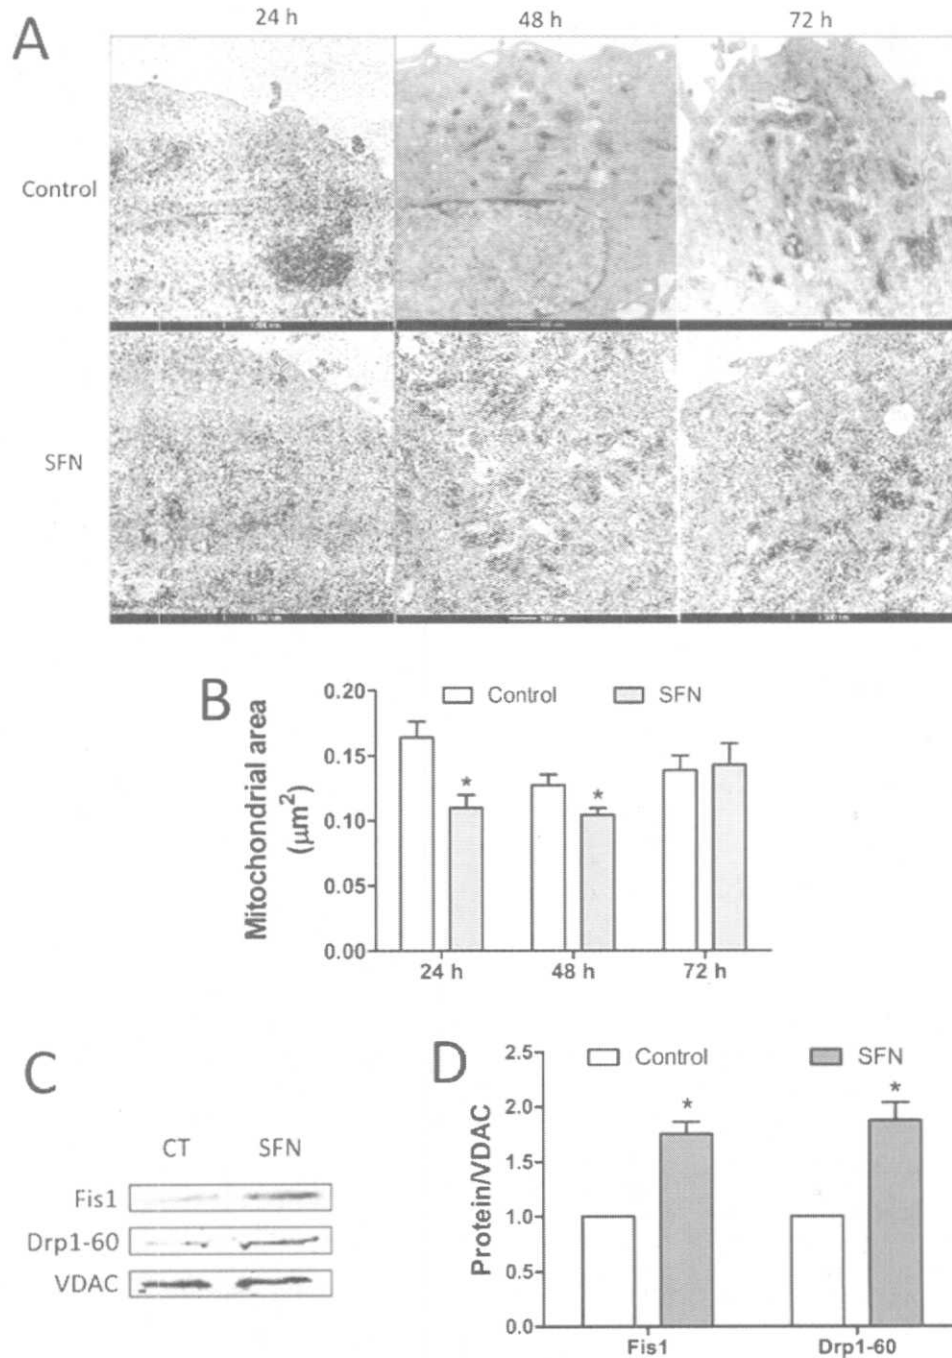 A
24 h 48 h 72 h
Control
SFN
B
Control SFN
Mitochondrial area
(μm²)
0.20
0.15
0.10
0.05
0.00
* *
24 h 48 h 72 h
C
CT SFN
Fis1
Drp1-60
VDAC
D
Control SFN
Protein/VDAC
2.5
2.0
1.5
1.0
0.5
0.0
* *
Fis1 Drp1-60